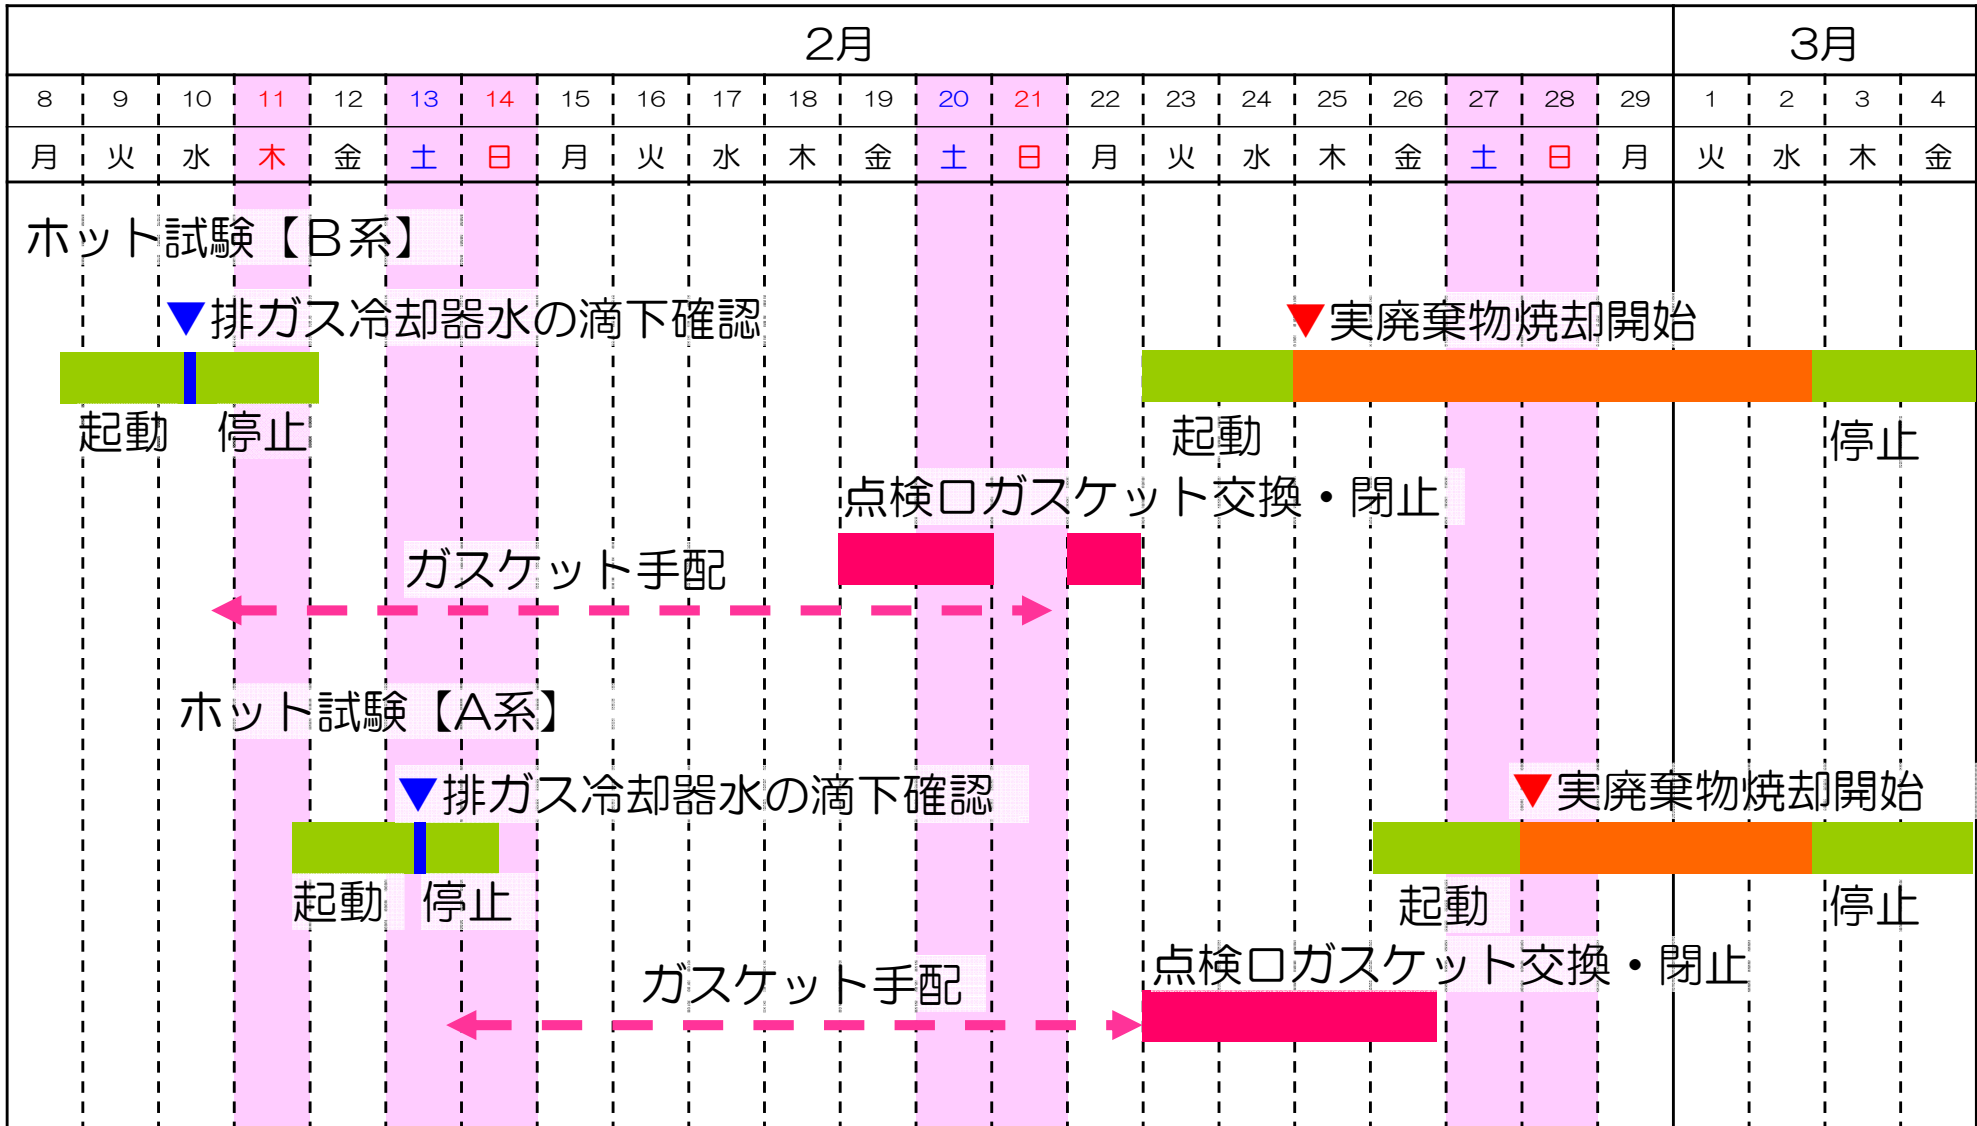 2月 3月
8 9 10 11 12 13 14 15 16 17 18 19 20 21 22 23 24 25 26 27 28 29 1 2 3 4
月 火 水 木 金 土 日 月 火 水 木 金 土 日 月 火 水 木 金 土 日 月 火 水 木 金
ホット試験【B系】
▼排ガス冷却器水の滴下確認 ▼実廃棄物焼却開始
起動 停止 起動 停止
点検口ガスケット交換・閉止
ガスケット手配
ホット試験【A系】
▼排ガス冷却器水の滴下確認 ▼実廃棄物焼却開始
起動 停止 起動 停止
点検口ガスケット交換・閉止
ガスケット手配